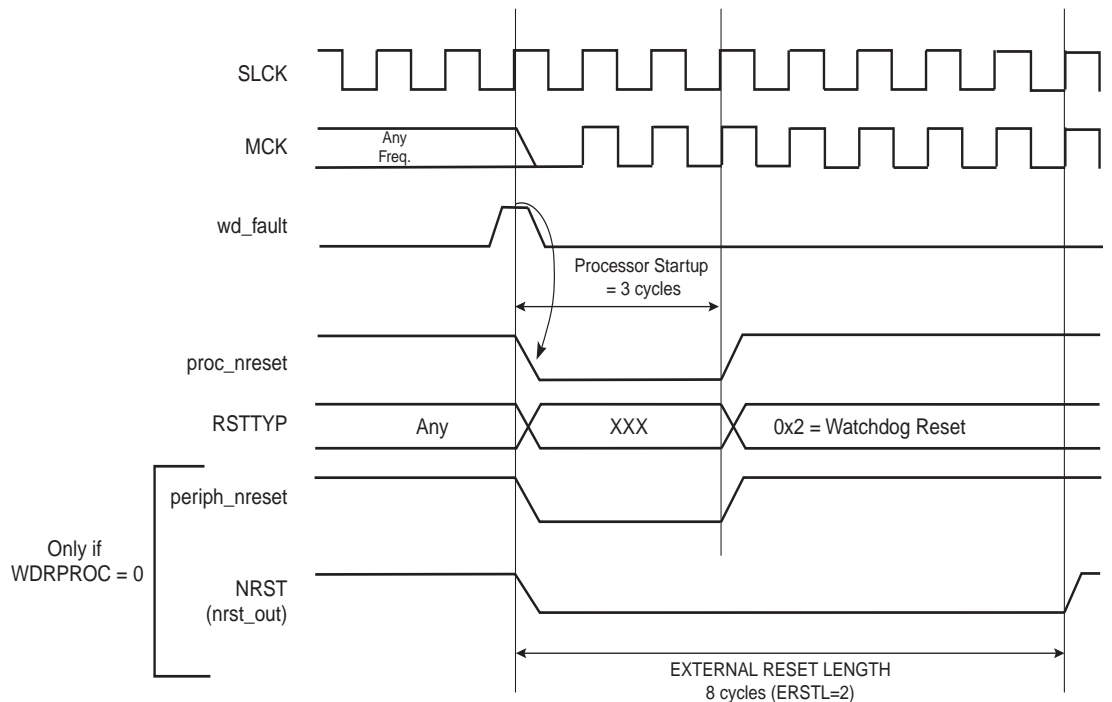 SLCK
MCK
Any
Freq.
wd_fault
Processor Startup
= 3 cycles
proc_nreset
RSTTYP
Any
XXX
0x2 = Watchdog Reset
periph_nreset
Only if
WDRPROC = 0
NRST
(nrst_out)
EXTERNAL RESET LENGTH
8 cycles (ERSTL=2)